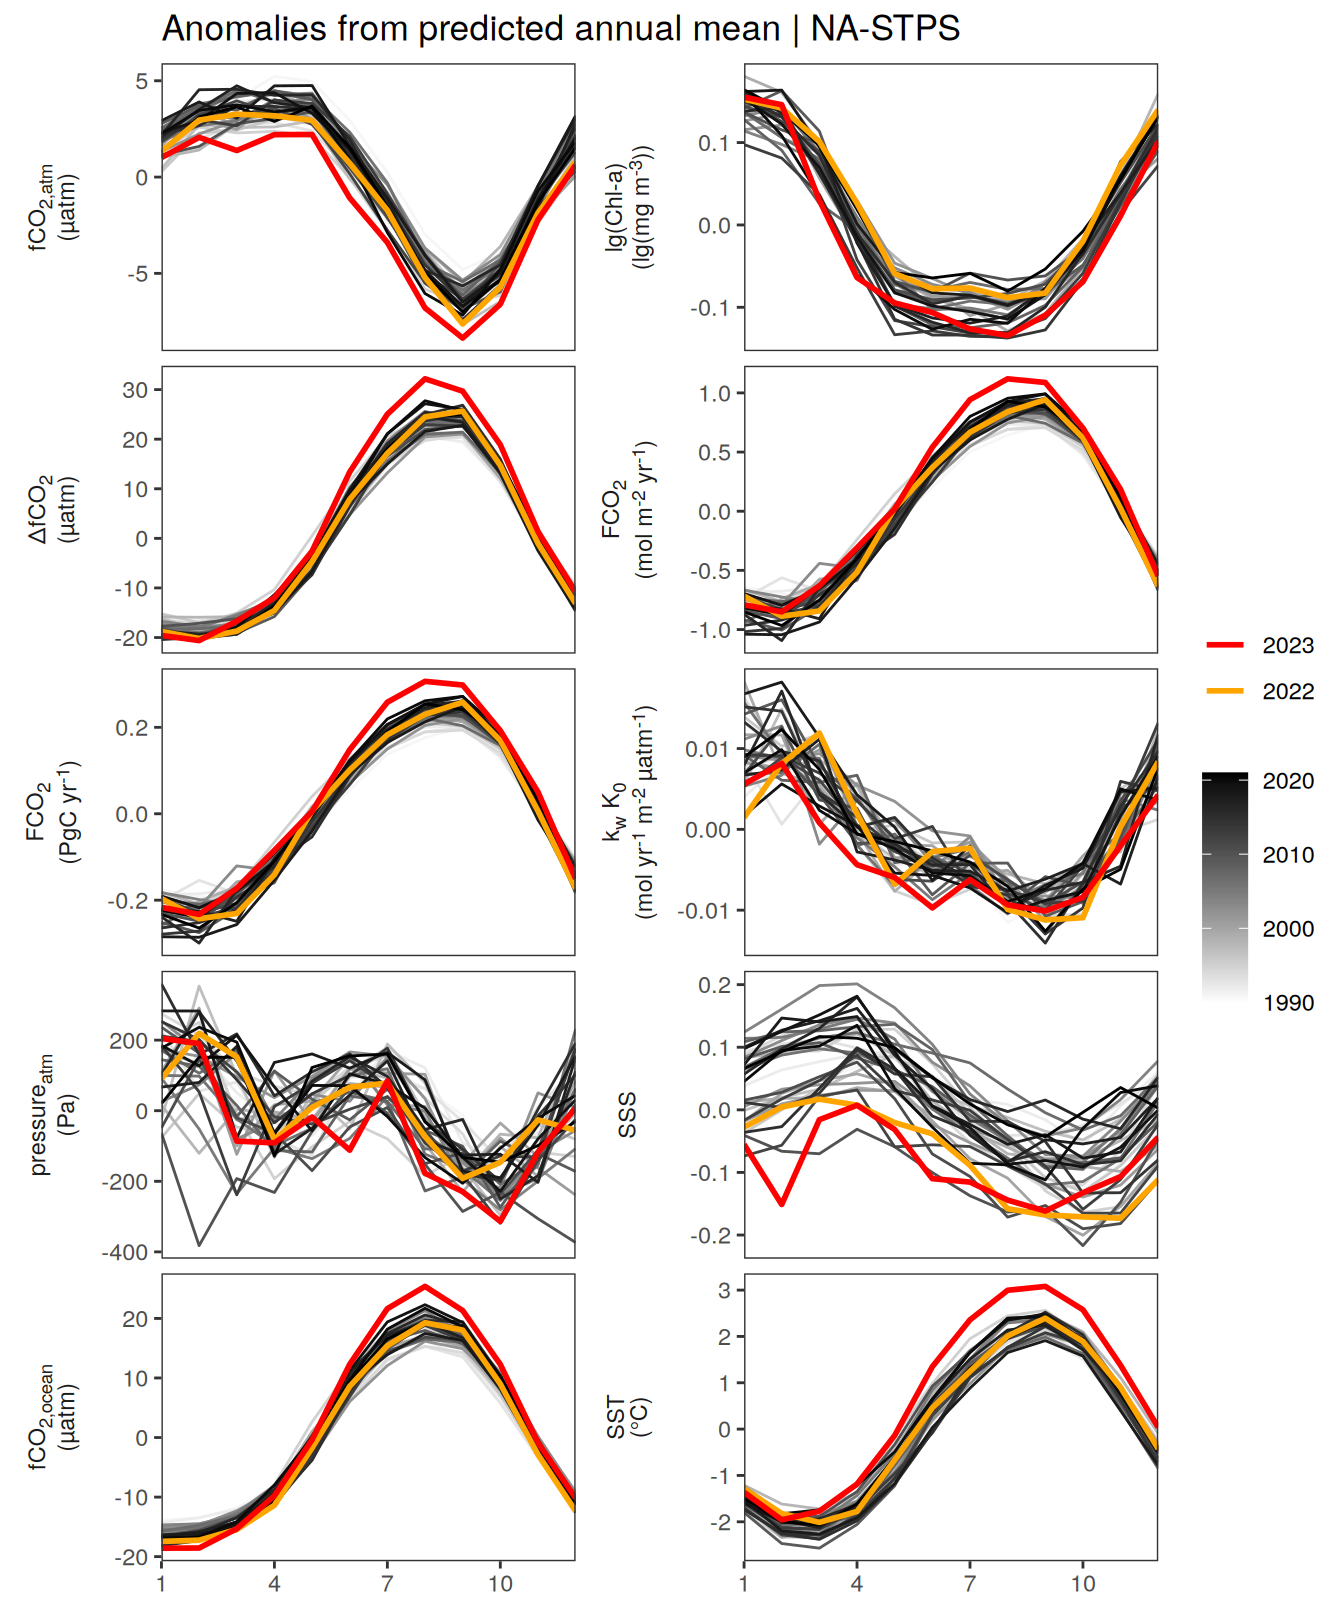 Anomalies from predicted annual mean | NA-STPS
fCO2,atm
(µatm)
5
0
-5
lg(Chl-a)
(lg(mg m-3))
0.1
0.0
-0.1
ΔfCO2
(µatm)
30
20
10
0
-10
-20
FCO2
(mol m-2 yr-1)
1.0
0.5
0.0
-0.5
-1.0
FCO2
(PgC yr-1)
0.2
0.0
-0.2
kw K0
(mol yr-1 m-2 µatm-1)
0.01
0.00
-0.01
pressureatm
(Pa)
200
0
-200
-400
SSS
0.2
0.1
0.0
-0.1
-0.2
fCO2,ocean
(µatm)
20
10
0
-10
-20
1 4 7 10
SST
(°C)
3
2
1
0
-1
-2
1 4 7 10
2023
2022
2020
2010
2000
1990